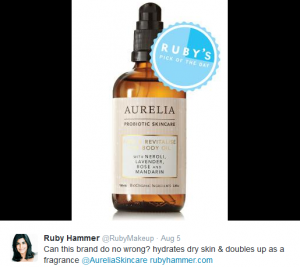 RUBY'S
PICK OF THE DAY
AURELIA
PROBIOTIC SKINCARE
REVITALISE
BODY OIL
with NEROLI,
LAVENDER,
ROSE and
MANDARIN
Ruby Hammer @RubyMakeup · Aug 5
Can this brand do no wrong? hydrates dry skin & doubles up as a
fragrance @AureliaSkincare rubyhammer.com